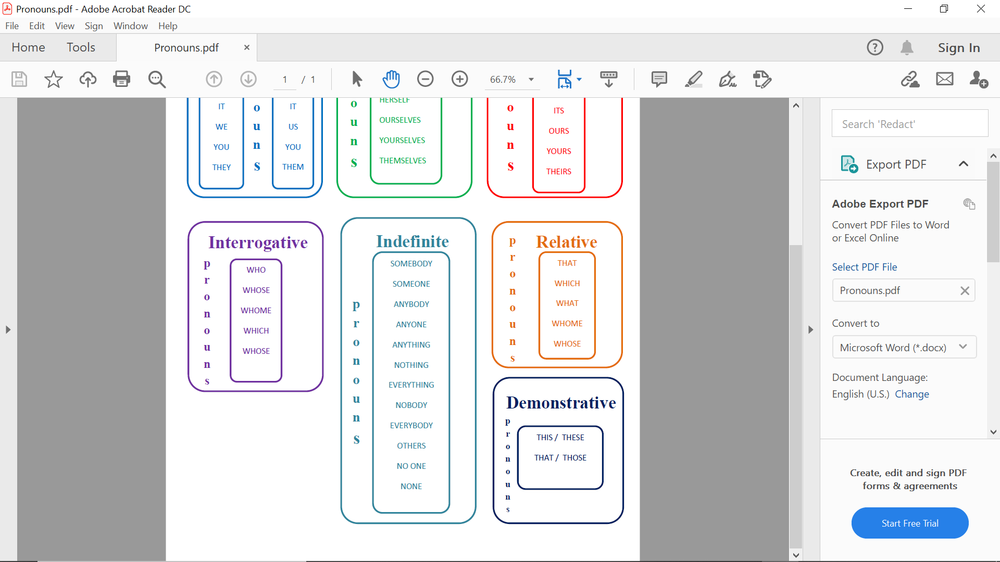 Pronouns.pdf - Adobe Acrobat Reader DC
File Edit View Sign Window Help
Home Tools Pronouns.pdf × Sign In
1 / 1 66.7%
IT
WE
YOU
THEY
o
u
n
s
IT
US
YOU
THEM
o
u
n
s
HERSELF
OURSELVES
YOURSELVES
THEMSELVES
o
u
n
s
ITS
OURS
YOURS
THEIRS
Interrogative
p
r
o
n
o
u
n
s
WHO
WHOSE
WHOME
WHICH
WHOSE
Indefinite
p
r
o
n
o
u
n
s
SOMEBODY
SOMEONE
ANYBODY
ANYONE
ANYTHING
NOTHING
EVERYTHING
NOBODY
EVERYBODY
OTHERS
NO ONE
NONE
Relative
p
r
o
n
o
u
n
s
THAT
WHICH
WHAT
WHOME
WHOSE
Demonstrative
p
r
o
n
o
u
n
s
THIS / THESE
THAT / THOSE
Search 'Redact'
Export PDF
Adobe Export PDF
Convert PDF Files to Word
or Excel Online
Select PDF File
Pronouns.pdf
Convert to
Microsoft Word (*.docx)
Document Language:
English (U.S.) Change
Create, edit and sign PDF
forms & agreements
Start Free Trial